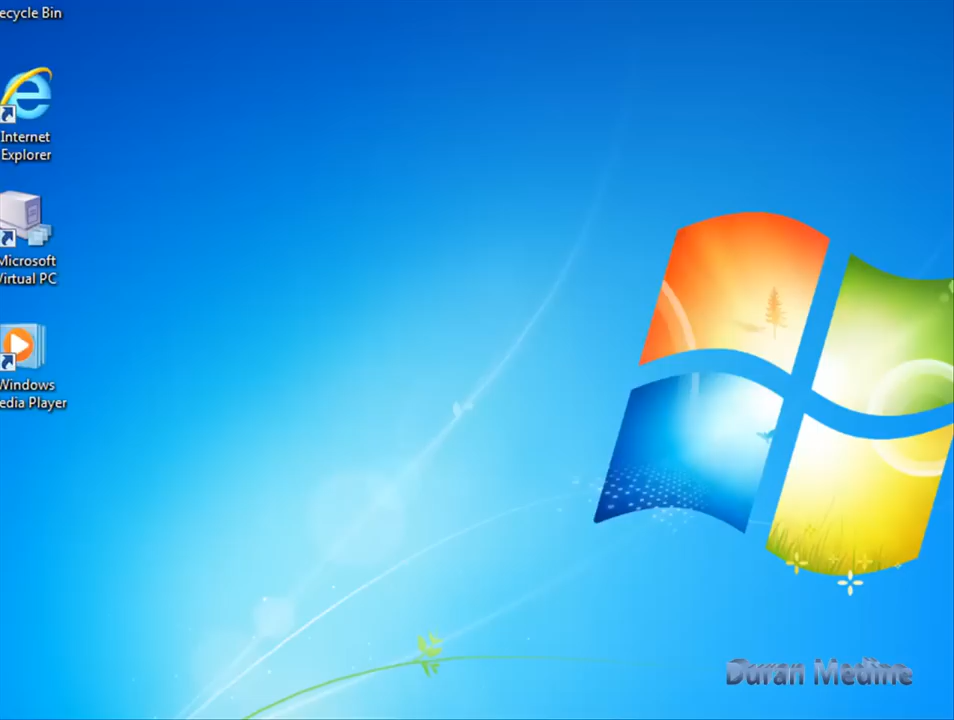 ecycle Bin
Internet
Explorer
Microsoft
Virtual PC
Windows
edia Player
Duran Medine